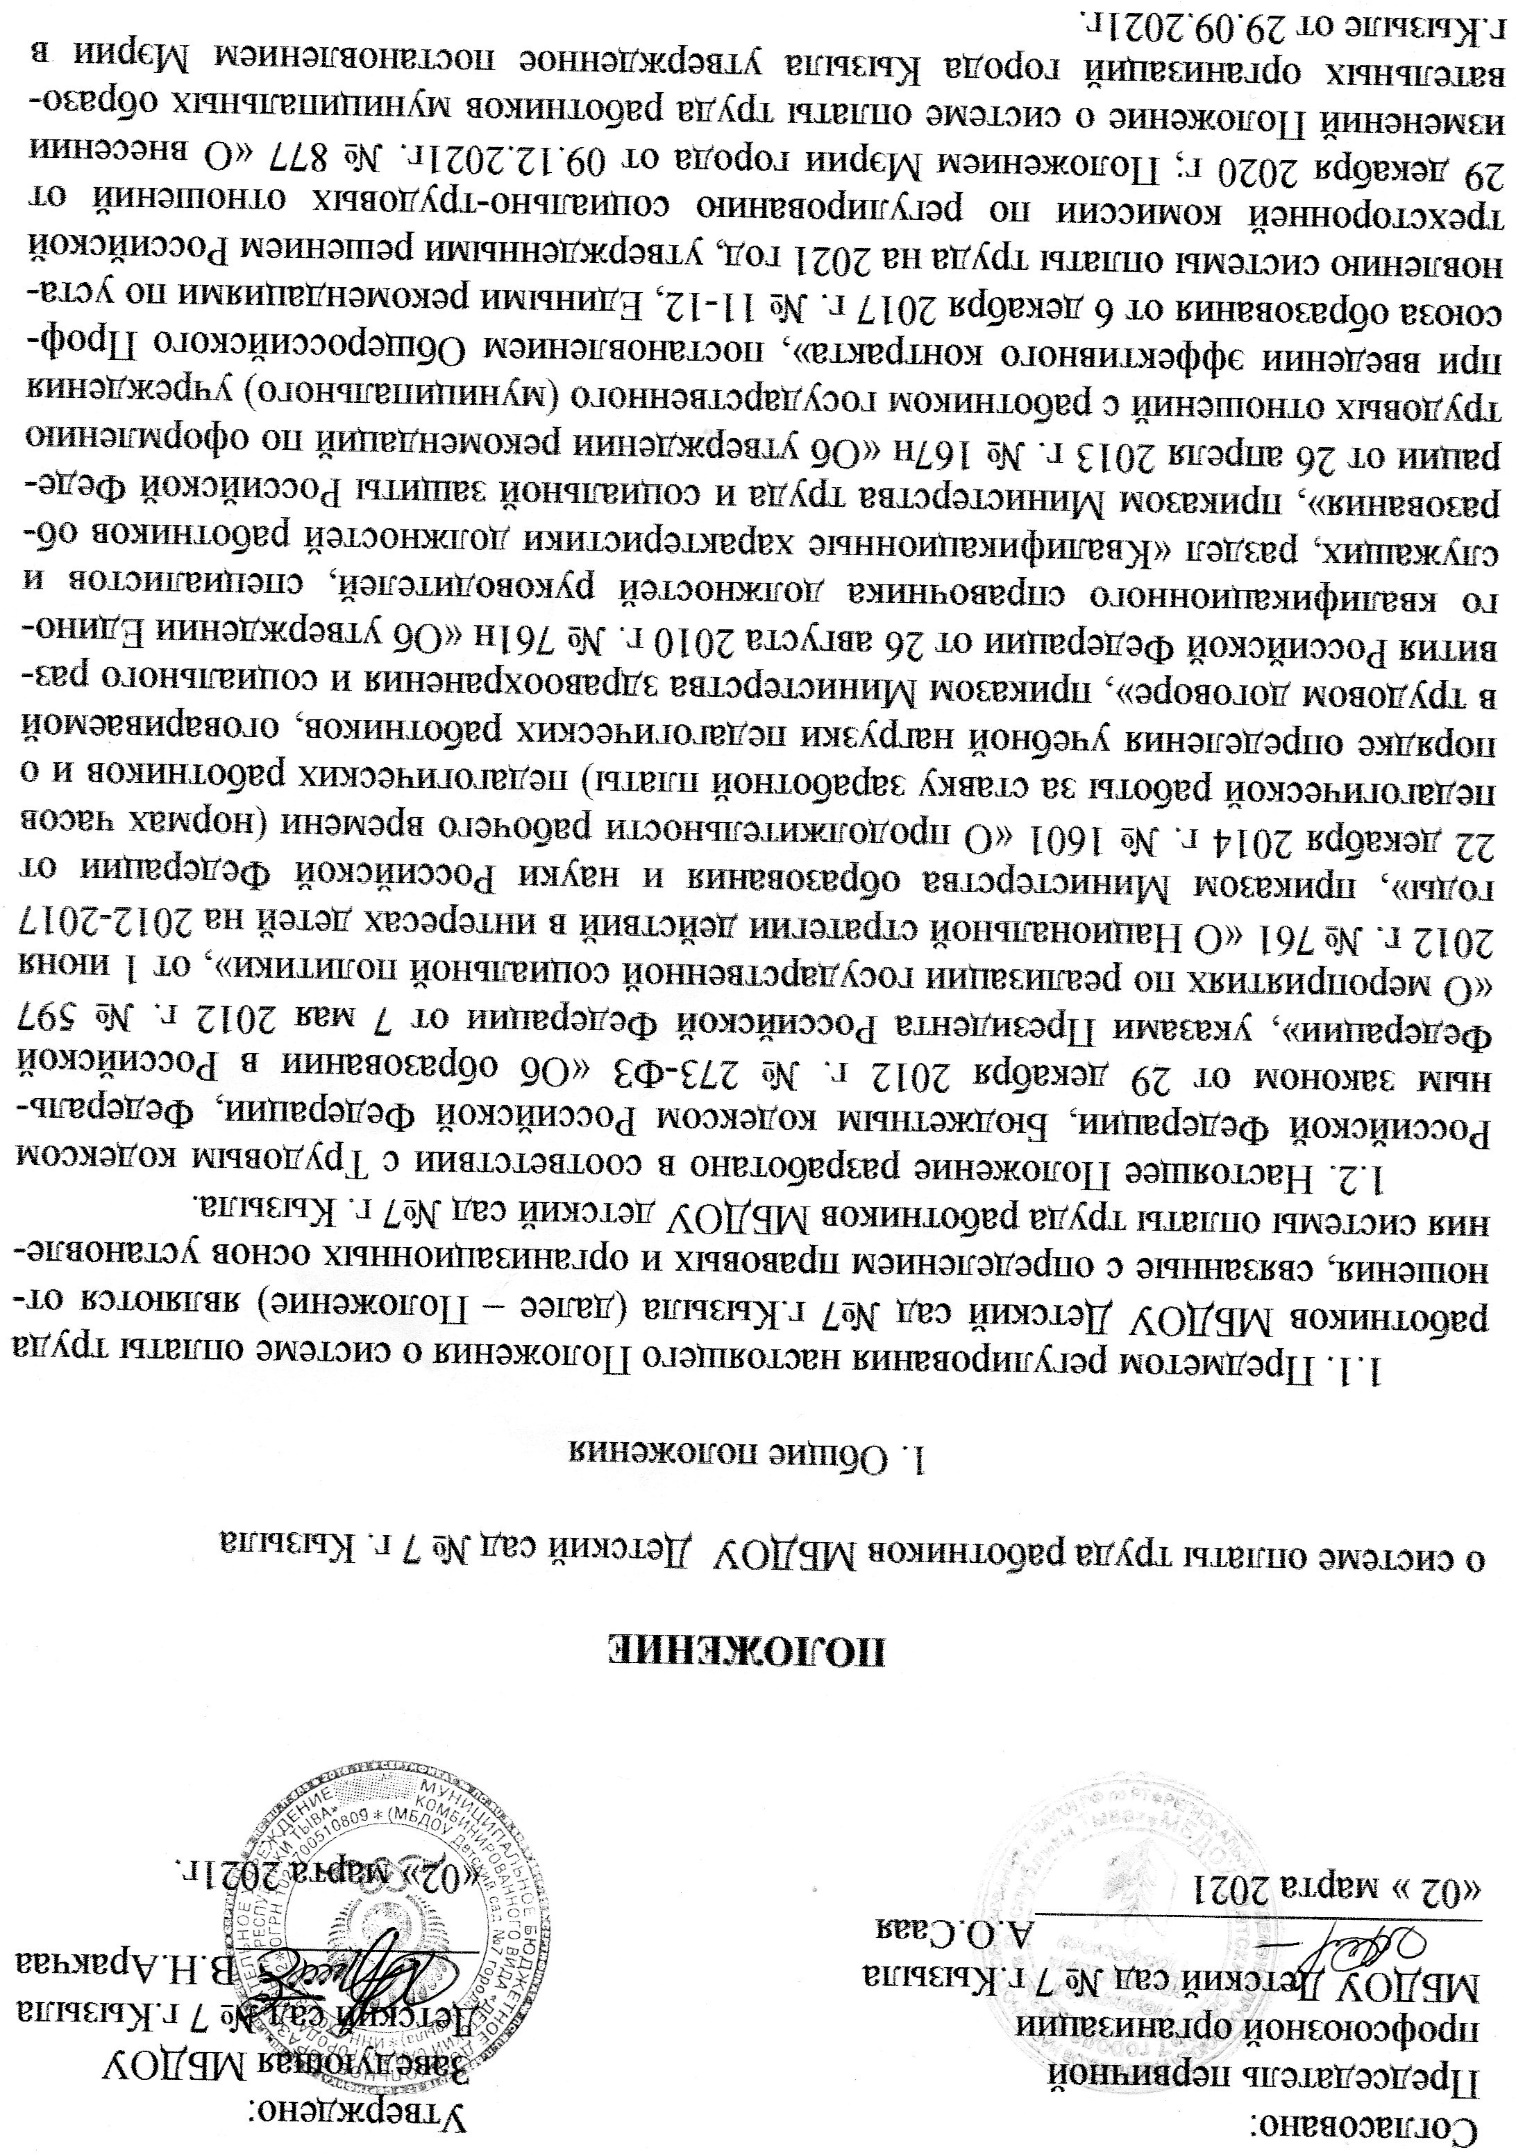 Согласовано:
Председатель первичной
профсоюзной организации
МБДОУ Детский сад № 7 г.Кызыла
А.О.Саая
«02 » марта 2021
Утверждено:
Заведующая МБДОУ
Детский сад № 7 г.Кызыла
В.Н.Аракчаа
«02» марта 2021г.
ПОЛОЖЕНИЕ
о системе оплаты труда работников МБДОУ Детский сад № 7 г. Кызыла
1. Общие положения
1.1. Предметом регулирования настоящего Положения о системе оплаты труда
работников МБДОУ Детский сад №7 г.Кызыла (далее – Положение) являются от-
ношения, связанные с определением правовых и организационных основ установле-
ния системы оплаты труда работников МБДОУ детский сад №7 г. Кызыла.
1.2. Настоящее Положение разработано в соответствии с Трудовым кодексом
Российской Федерации, Бюджетным кодексом Российской Федерации, Федераль-
ным законом от 29 декабря 2012 г. № 273-ФЗ «Об образовании в Российской
Федерации», указами Президента Российской Федерации от 7 мая 2012 г. № 597
«О мероприятиях по реализации государственной социальной политики», от 1 июня
2012 г. № 761 «О Национальной стратегии действий в интересах детей на 2012-2017
годы», приказом Министерства образования и науки Российской Федерации от
22 декабря 2014 г. № 1601 «О продолжительности рабочего времени (нормах часов
педагогической работы за ставку заработной платы) педагогических работников и о
порядке определения учебной нагрузки педагогических работников, оговариваемой
в трудовом договоре», приказом Министерства здравоохранения и социального раз-
вития Российской Федерации от 26 августа 2010 г. № 761н «Об утверждении Едино-
го квалификационного справочника должностей руководителей, специалистов и
служащих, раздел «Квалификационные характеристики должностей работников об-
разования», приказом Министерства труда и социальной защиты Российской Феде-
рации от 26 апреля 2013 г. № 167н «Об утверждении рекомендаций по оформлению
трудовых отношений с работником государственного (муниципального) учреждения
при введении эффективного контракта», постановлением Общероссийского Проф-
союза образования от 6 декабря 2017 г. № 11-12, Едиными рекомендациями по уста-
новлению системы оплаты труда на 2021 год, утвержденными решением Российской
трехсторонней комиссии по регулированию социально-трудовых отношений от
29 декабря 2020 г; Положением Мэрии города от 09.12.2021г. № 877 «О внесении
изменений Положение о системе оплаты труда работников муниципальных образо-
вательных организаций города Кызыла утвержденное постановлением Мэрии в
г.Кызыле от 29.09.2021г.